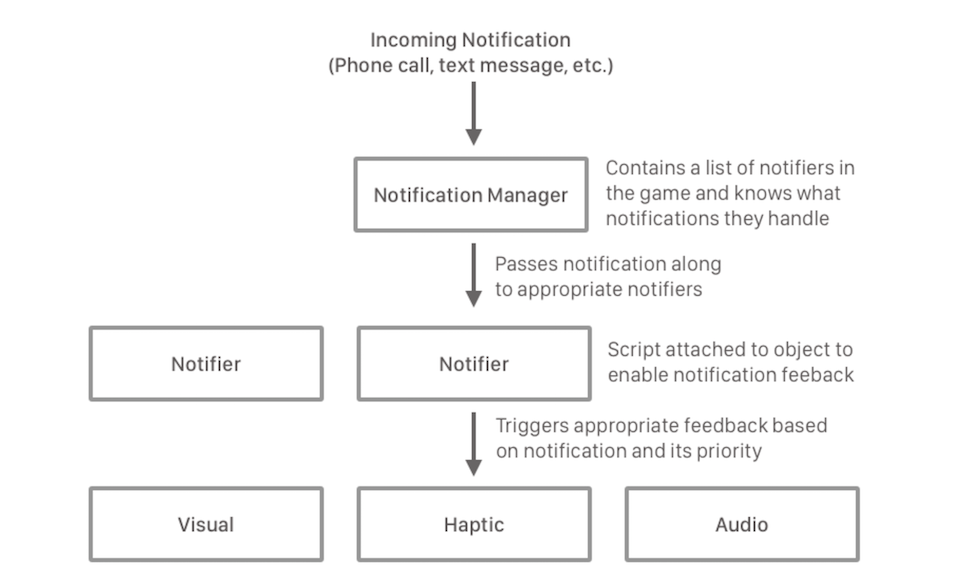 Incoming Notification
(Phone call, text message, etc.)
Notification Manager
Contains a list of notifiers in
the game and knows what
notifications they handle
Passes notification along
to appropriate notifiers
Notifier
Notifier
Script attached to object to
enable notification feeback
Triggers appropriate feedback based
on notification and its priority
Visual
Haptic
Audio